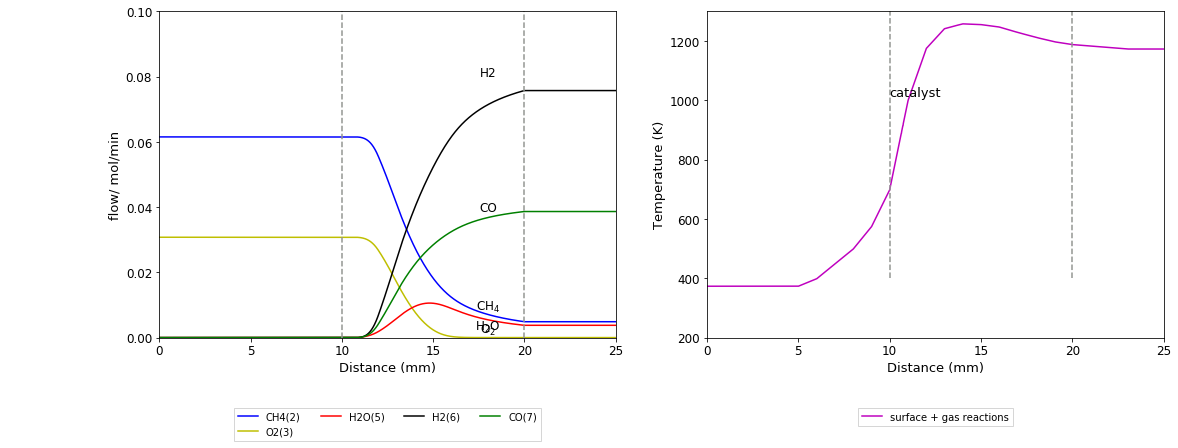 0.10
0.08
0.06
0.04
0.02
0.00
flow/ mol/min
H2
CO
CH₄
H₂O
O₂
0 5 10 15 20 25
Distance (mm)
CH4(2) H2O(5) H2(6) CO(7)
O2(3)
1200
1000
800
600
400
200
Temperature (K)
catalyst
0 5 10 15 20 25
Distance (mm)
surface + gas reactions